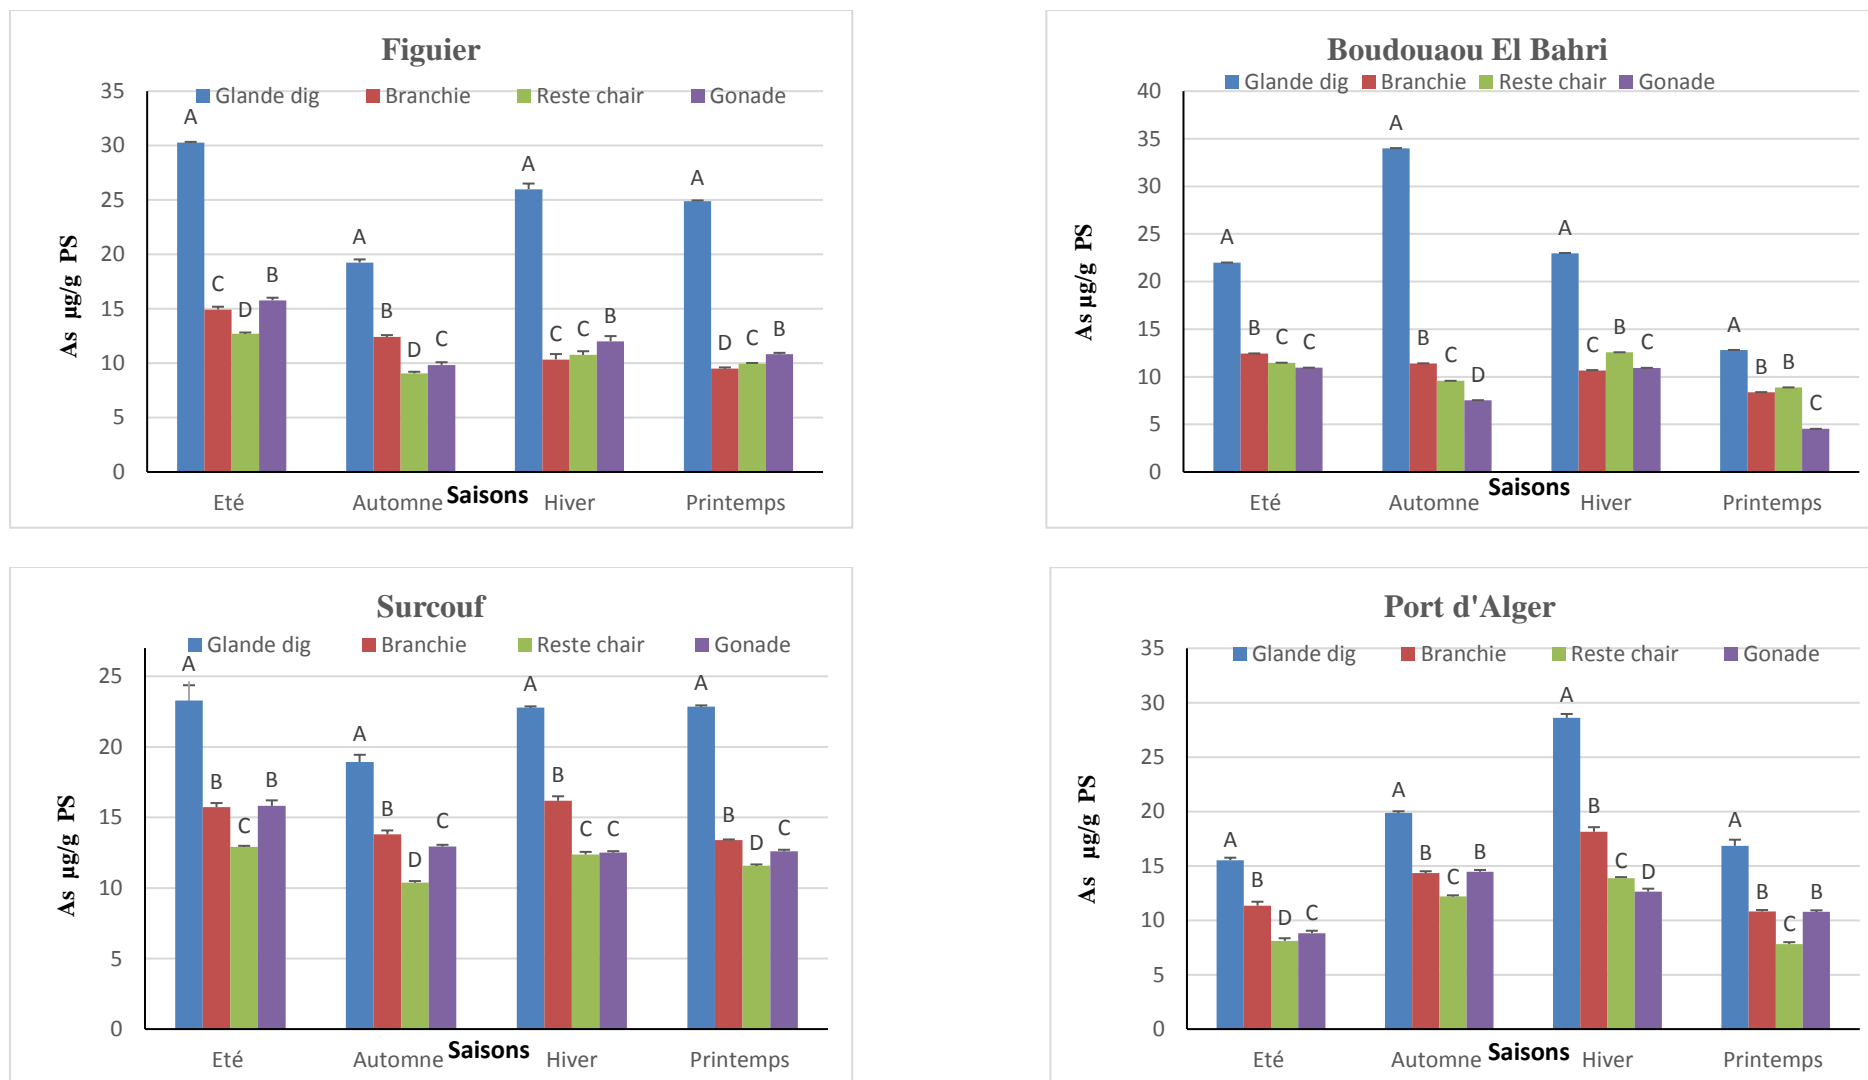 Figuier
Glande dig Branchie Reste chair Gonade
35
30
25
20
15
10
5
0
As µg/g PS
A C D B
A B D C
A C C B
A D C B
Eté Automne Hiver Printemps
Saisons
Boudouaou El Bahri
Glande dig Branchie Reste chair Gonade
40
35
30
25
20
15
10
5
0
As µg/g PS
A B C C
A B C D
A C B C
A B B C
Eté Automne Hiver Printemps
Saisons
Surcouf
Glande dig Branchie Reste chair Gonade
25
20
15
10
5
0
As µg/g PS
A B C B
A B D C
A B C C
A B D C
Eté Automne Hiver Printemps
Saisons
Port d'Alger
Glande dig Branchie Reste chair Gonade
35
30
25
20
15
10
5
0
As µg/g PS
A B D C
A B C B
A B C D
A B C B
Eté Automne Hiver Printemps
Saisons